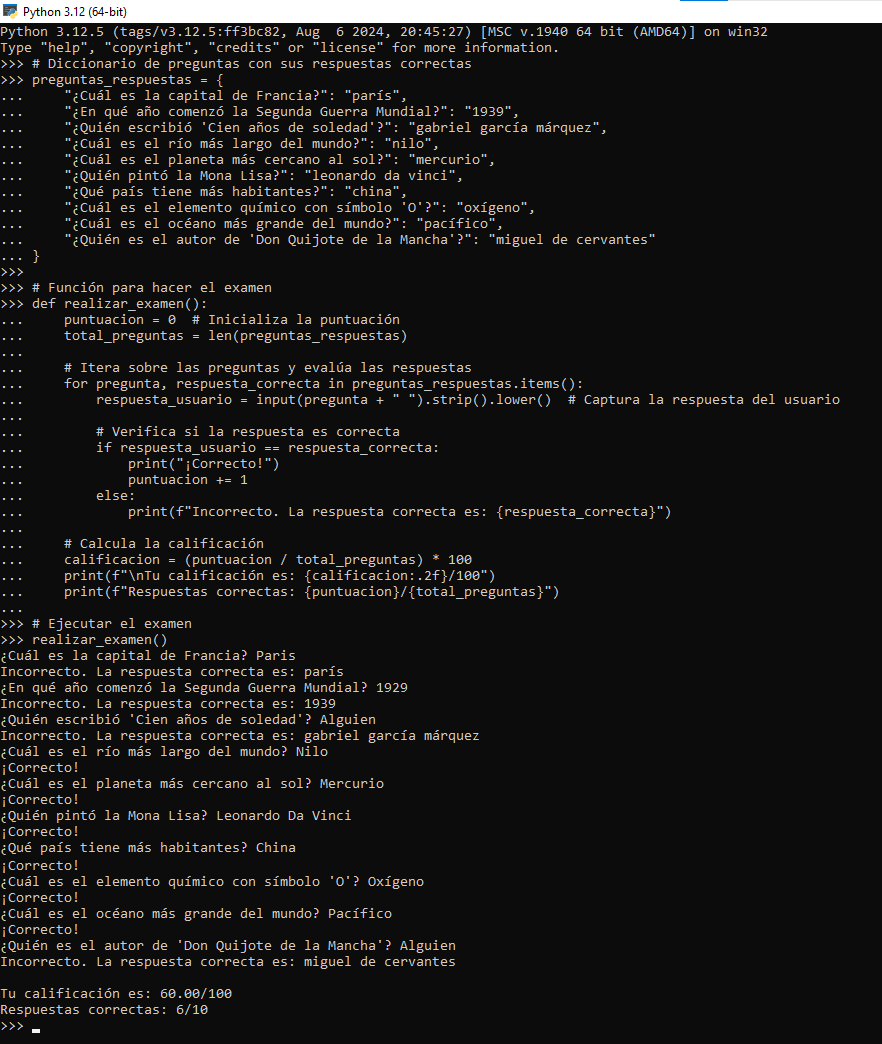 Python 3.12 (64-bit)
Python 3.12.5 (tags/v3.12.5:ff3bc82, Aug  6 2024, 20:45:27) [MSC v.1940 64 bit (AMD64)] on win32
Type "help", "copyright", "credits" or "license" for more information.
>>> # Diccionario de preguntas con sus respuestas correctas
>>> preguntas_respuestas = {
...     "¿Cuál es la capital de Francia?": "parís",
...     "¿En qué año comenzó la Segunda Guerra Mundial?": "1939",
...     "¿Quién escribió 'Cien años de soledad'?": "gabriel garcía márquez",
...     "¿Cuál es el río más largo del mundo?": "nilo",
...     "¿Cuál es el planeta más cercano al sol?": "mercurio",
...     "¿Quién pintó la Mona Lisa?": "leonardo da vinci",
...     "¿Qué país tiene más habitantes?": "china",
...     "¿Cuál es el elemento químico con símbolo 'O'?": "oxígeno",
...     "¿Cuál es el océano más grande del mundo?": "pacífico",
...     "¿Quién es el autor de 'Don Quijote de la Mancha'?": "miguel de cervantes"
... }
>>>
>>> # Función para hacer el examen
>>> def realizar_examen():
...     puntuacion = 0  # Inicializa la puntuación
...     total_preguntas = len(preguntas_respuestas)
...
...     # Itera sobre las preguntas y evalúa las respuestas
...     for pregunta, respuesta_correcta in preguntas_respuestas.items():
...         respuesta_usuario = input(pregunta + " ").strip().lower()  # Captura la respuesta del usuario
...
...         # Verifica si la respuesta es correcta
...         if respuesta_usuario == respuesta_correcta:
...             print("¡Correcto!")
...             puntuacion += 1
...         else:
...             print(f"Incorrecto. La respuesta correcta es: {respuesta_correcta}")
...
...     # Calcula la calificación
...     calificacion = (puntuacion / total_preguntas) * 100
...     print(f"\nTu calificación es: {calificacion:.2f}/100")
...     print(f"Respuestas correctas: {puntuacion}/{total_preguntas}")
...
>>> # Ejecutar el examen
>>> realizar_examen()
¿Cuál es la capital de Francia? Paris
Incorrecto. La respuesta correcta es: parís
¿En qué año comenzó la Segunda Guerra Mundial? 1929
Incorrecto. La respuesta correcta es: 1939
¿Quién escribió 'Cien años de soledad'? Alguien
Incorrecto. La respuesta correcta es: gabriel garcía márquez
¿Cuál es el río más largo del mundo? Nilo
¡Correcto!
¿Cuál es el planeta más cercano al sol? Mercurio
¡Correcto!
¿Quién pintó la Mona Lisa? Leonardo Da Vinci
¡Correcto!
¿Qué país tiene más habitantes? China
¡Correcto!
¿Cuál es el elemento químico con símbolo 'O'? Oxígeno
¡Correcto!
¿Cuál es el océano más grande del mundo? Pacífico
¡Correcto!
¿Quién es el autor de 'Don Quijote de la Mancha'? Alguien
Incorrecto. La respuesta correcta es: miguel de cervantes

Tu calificación es: 60.00/100
Respuestas correctas: 6/10
>>>